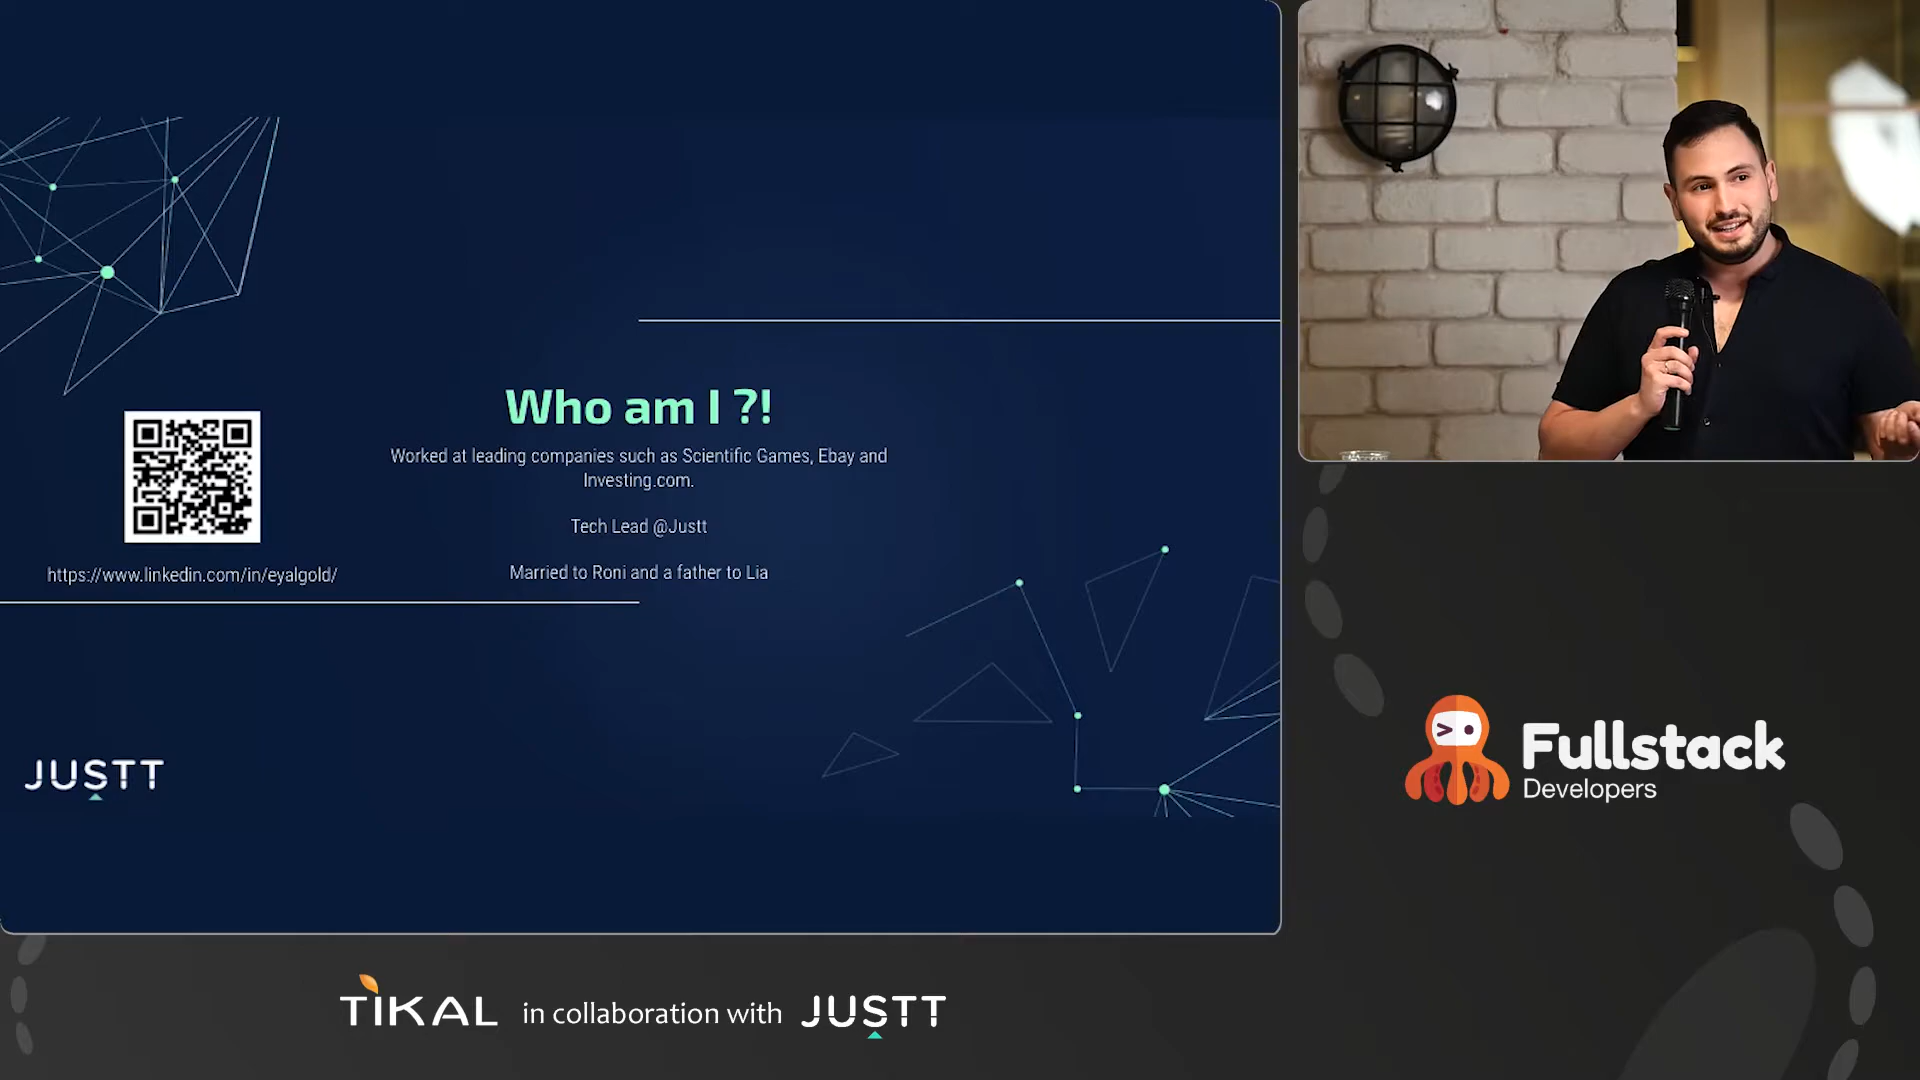 Who am I ?!
Worked at leading companies such as Scientific Games, Ebay and
Investing.com.
Tech Lead @Justt
Married to Roni and a father to Lia
https://www.linkedin.com/in/eyalgold/
JUSTT
Fullstack
Developers
TIKAL in collaboration with JUSTT